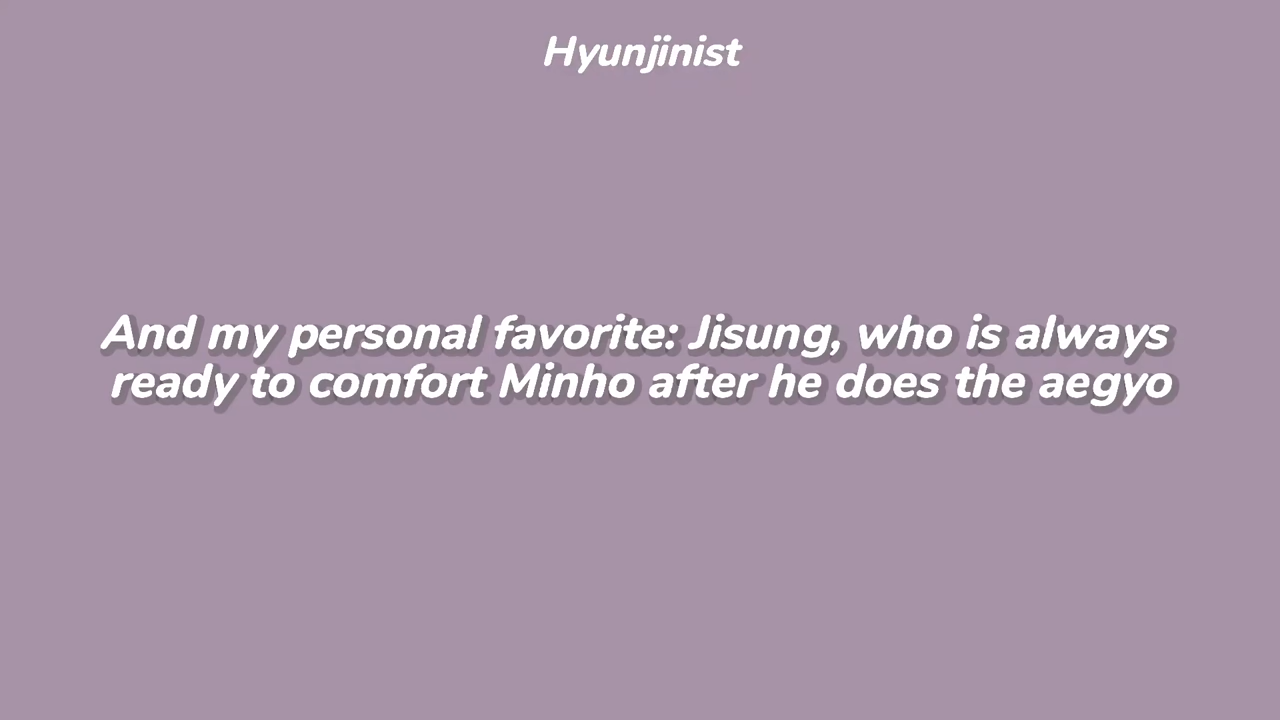 Hyunjinist
And my personal favorite: Jisung, who is always
ready to comfort Minho after he does the aegyo